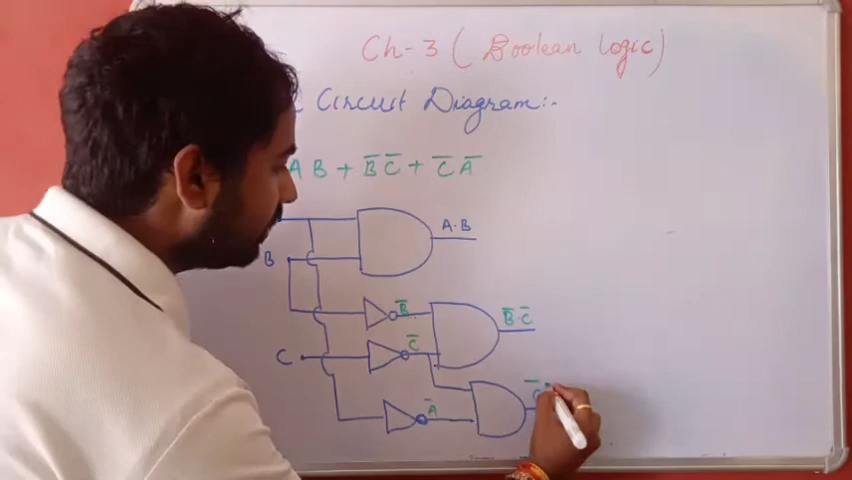 Ch-3 (Boolean logic)
Circuit Diagram:-
AB + B̅C̅ + C̅A̅
A·B
B
B̅
B̅·C̅
C̅
C
A̅